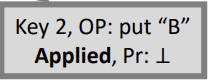 Key 2, OP: put “B”
Applied, Pr: ⊥